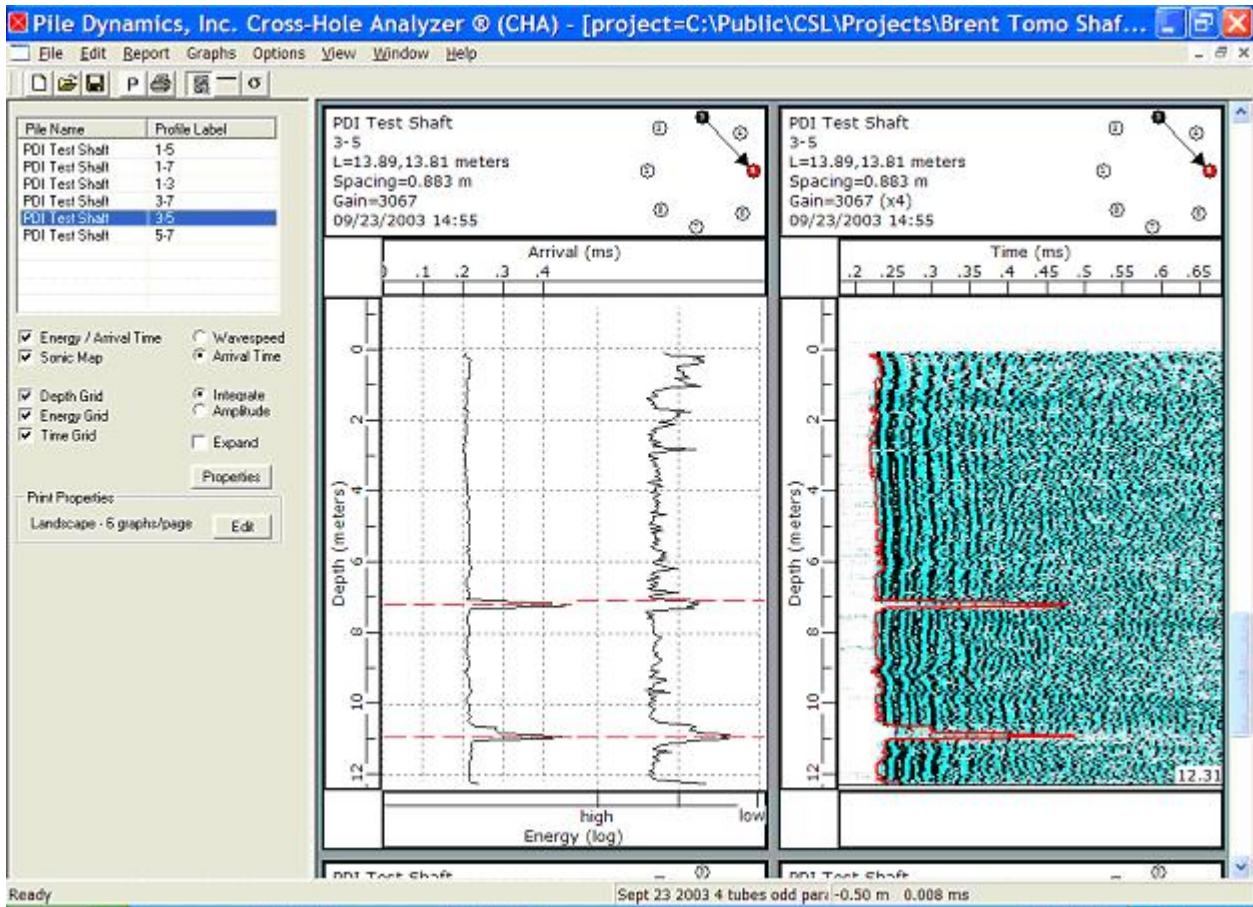 Pile Dynamics, Inc. Cross-Hole Analyzer ® (CHA) - [project=C:\Public\CSL\Projects\Brent Tomo Shaf...
File Edit Report Graphs Options View Window Help
P σ
Pile Name Profile Label
PDI Test Shaft 1-5
PDI Test Shaft 1-7
PDI Test Shaft 1-3
PDI Test Shaft 3-7
PDI Test Shaft 3-5
PDI Test Shaft 5-7
Energy / Arrival Time
Wavespeed
Sonic Map
Arrival Time
Depth Grid
Integrate
Energy Grid
Amplitude
Time Grid
Expand
Properties
Print Properties
Landscape - 6 graphs/page
Edit
PDI Test Shaft
3-5
L=13.89,13.81 meters
Spacing=0.883 m
Gain=3067
09/23/2003 14:55
Arrival (ms)
0 .1 .2 .3 .4
Depth (meters)
0
2
4
6
8
10
12
high low
Energy (log)
PDI Test Shaft
3-5
L=13.89,13.81 meters
Spacing=0.883 m
Gain=3067 (x4)
09/23/2003 14:55
Time (ms)
.2 .25 .3 .35 .4 .45 .5 .55 .6 .65
Depth (meters)
0
2
4
6
8
10
12
12.31
PDI Test Shaft
PDI Test Shaft
Ready
Sept 23 2003 4 tubes odd para -0.50 m 0.008 ms